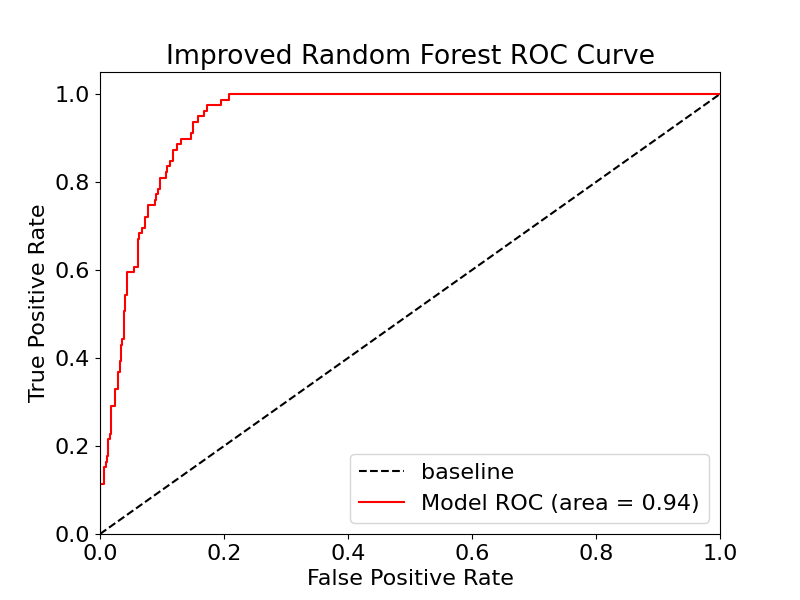 Improved Random Forest ROC Curve
True Positive Rate
1.0
0.8
0.6
0.4
0.2
0.0
baseline
Model ROC (area = 0.94)
0.0 0.2 0.4 0.6 0.8 1.0
False Positive Rate